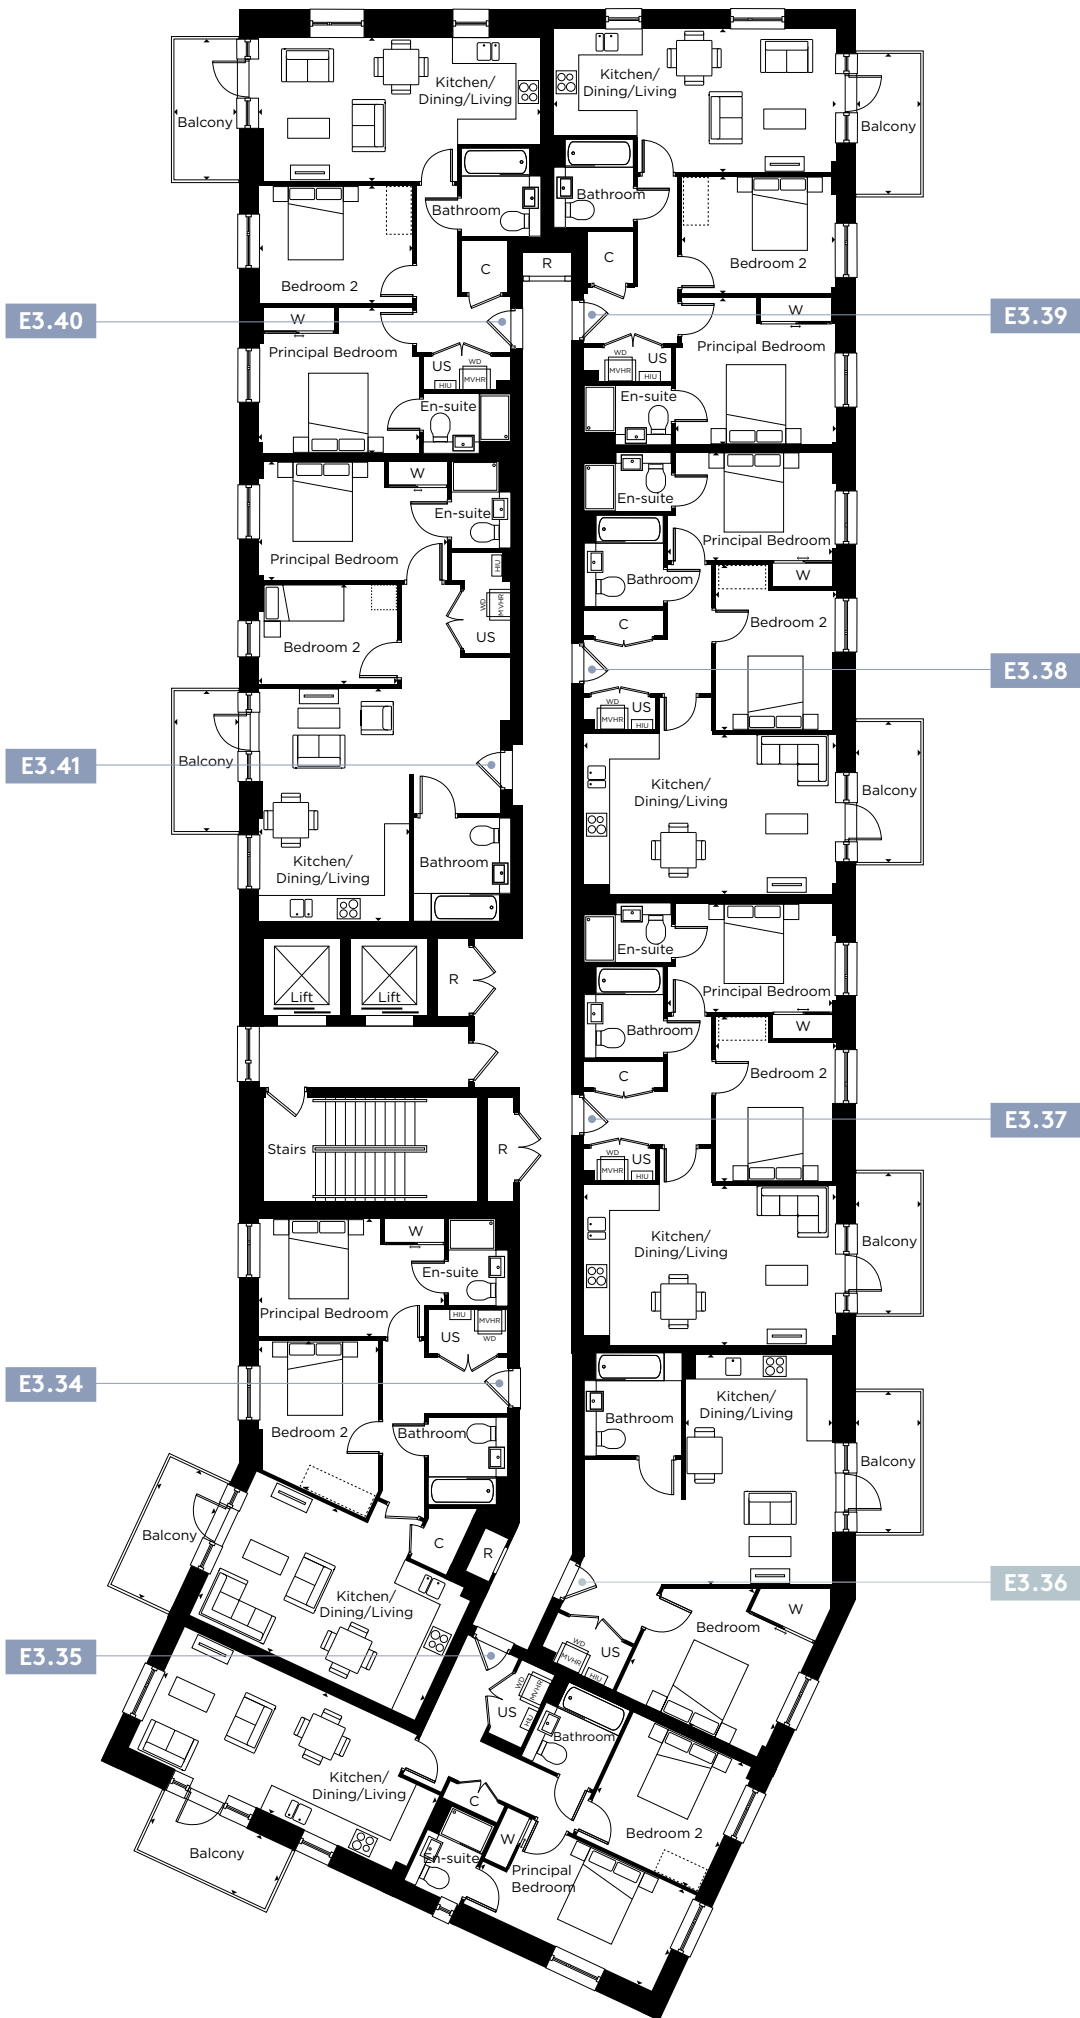 Kitchen/
Dining/Living
Balcony
Bathroom
Bedroom 2
C
R
E3.40
W
Principal Bedroom
US
WD
MVHR
HIU
En-suite
Kitchen/
Dining/Living
Balcony
Bathroom
Bedroom 2
C
E3.39
W
Principal Bedroom
WD
US
MVHR
HIU
En-suite
W
En-suite
Principal Bedroom
HIU
WD
MVHR
US
Bedroom 2
Balcony
E3.41
Kitchen/
Dining/Living
Bathroom
En-suite
Principal Bedroom
W
Bathroom
Bedroom 2
C
E3.38
WD
US
MVHR
HIU
Kitchen/
Dining/Living
Balcony
Lift
Lift
R
Stairs
R
En-suite
Principal Bedroom
W
Bathroom
Bedroom 2
C
E3.37
WD
US
MVHR
HIU
Kitchen/
Dining/Living
Balcony
W
En-suite
Principal Bedroom
HIU
MVHR
WD
US
E3.34
Bedroom 2
Bathroom
Balcony
C
R
Kitchen/
Dining/Living
Kitchen/
Dining/Living
Bathroom
Balcony
E3.36
W
Bedroom
WD
US
MVHR
HIU
E3.35
WD
MVHR
US
HIU
Bathroom
Kitchen/
Dining/Living
C
W
Bedroom 2
Balcony
En-suite
Principal
Bedroom